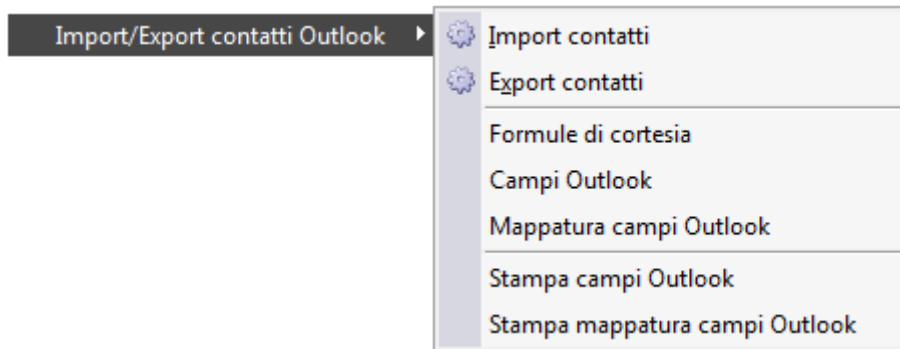 Import/Export contatti Outlook
Import contatti
Export contatti
Formule di cortesia
Campi Outlook
Mappatura campi Outlook
Stampa campi Outlook
Stampa mappatura campi Outlook